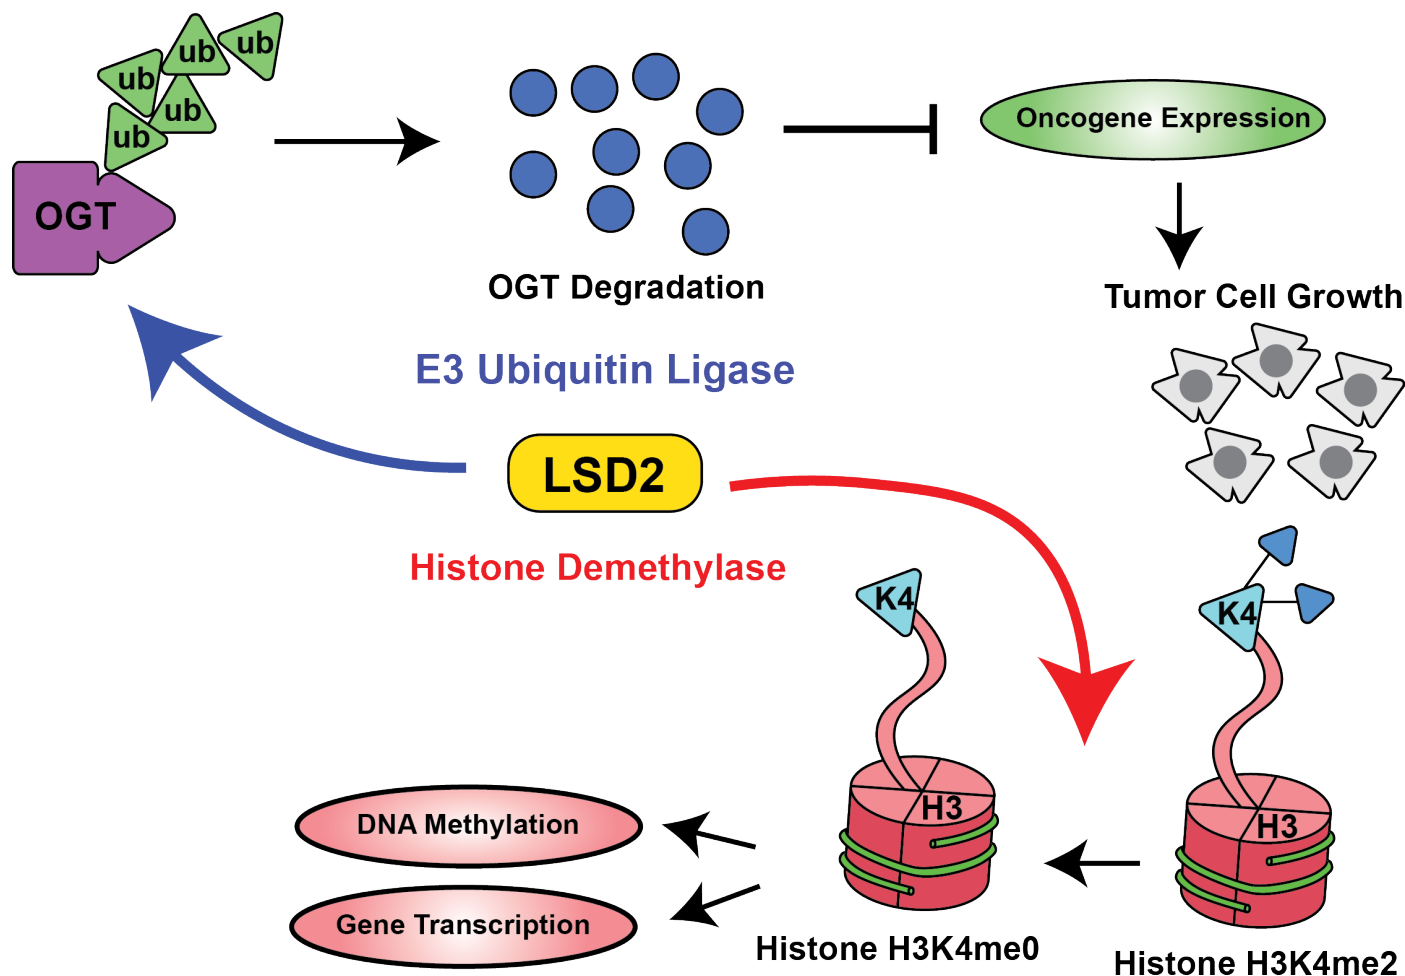 ub
ub
ub
ub
ub
OGT
OGT Degradation
Oncogene Expression
Tumor Cell Growth
E3 Ubiquitin Ligase
LSD2
Histone Demethylase
K4
H3
Histone H3K4me0
K4
H3
Histone H3K4me2
DNA Methylation
Gene Transcription